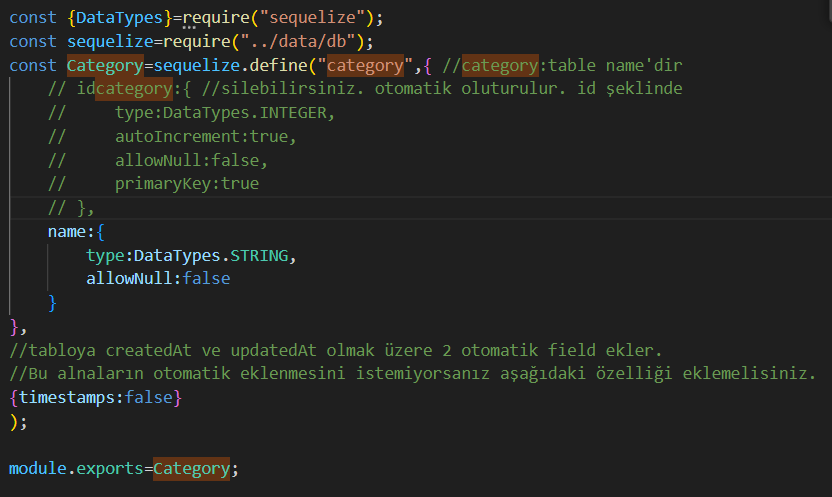 const {DataTypes}=require("sequelize");
const sequelize=require("../data/db");
const Category=sequelize.define("category",{ //category:table name'dir
    // idcategory:{ //silebilirsiniz. otomatik oluturulur. id şeklinde
    //     type:DataTypes.INTEGER,
    //     autoIncrement:true,
    //     allowNull:false,
    //     primaryKey:true
    // },
    name:{
        type:DataTypes.STRING,
        allowNull:false
    }
},
//tabloya createdAt ve updatedAt olmak üzere 2 otomatik field ekler.
//Bu alnaların otomatik eklenmesini istemiyorsanız aşağıdaki özelliği eklemelisiniz.
{timestamps:false}
);
module.exports=Category;